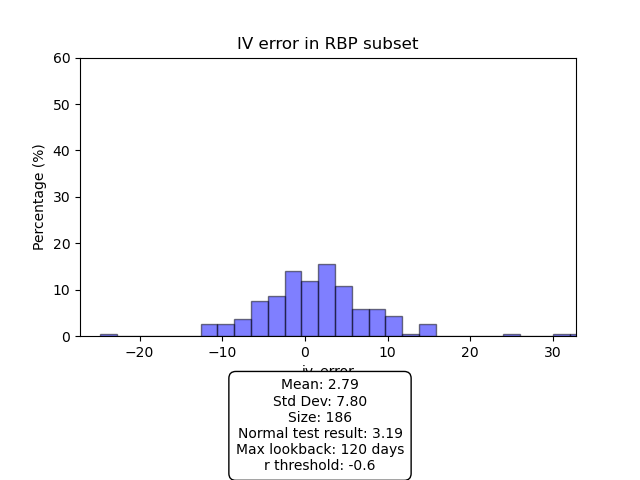 IV error in RBP subset
60
50
40
30
20
10
0
Percentage (%)
−20 −10 0 10 20 30
iv_error
Mean: 2.79
Std Dev: 7.80
Size: 186
Normal test result: 3.19
Max lookback: 120 days
r threshold: -0.6